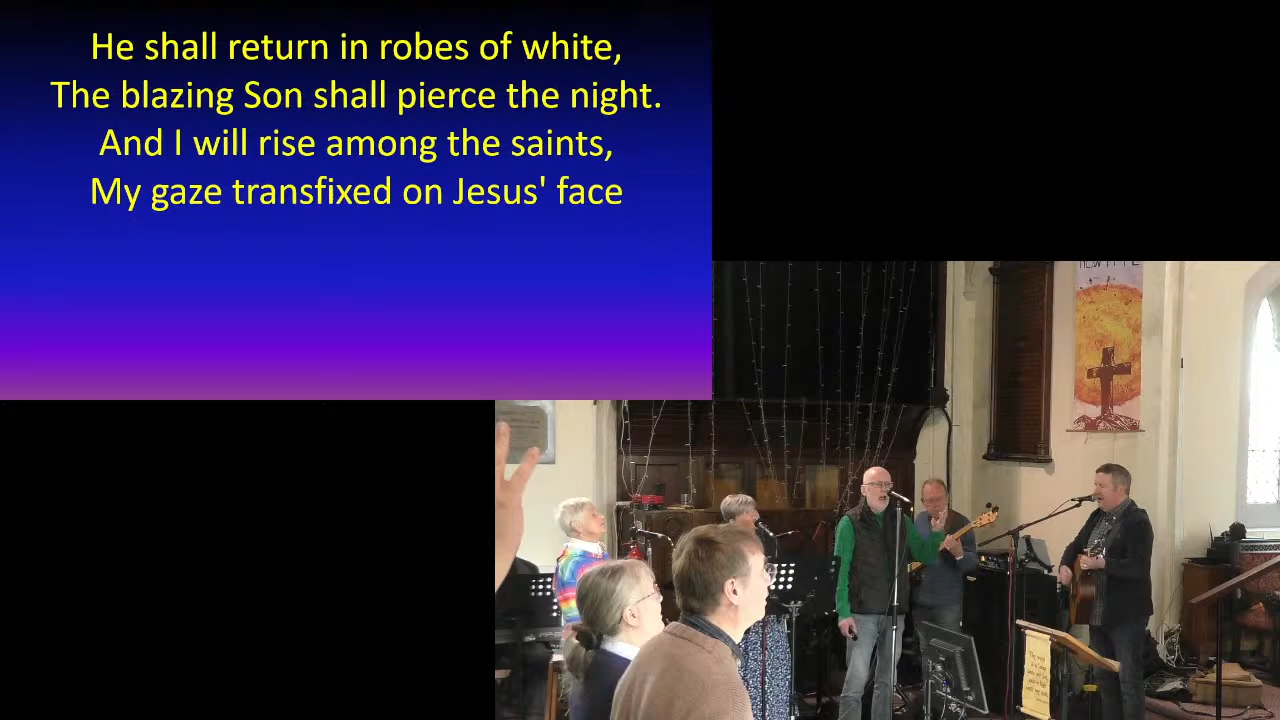 He shall return in robes of white,
The blazing Son shall pierce the night.
And I will rise among the saints,
My gaze transfixed on Jesus' face